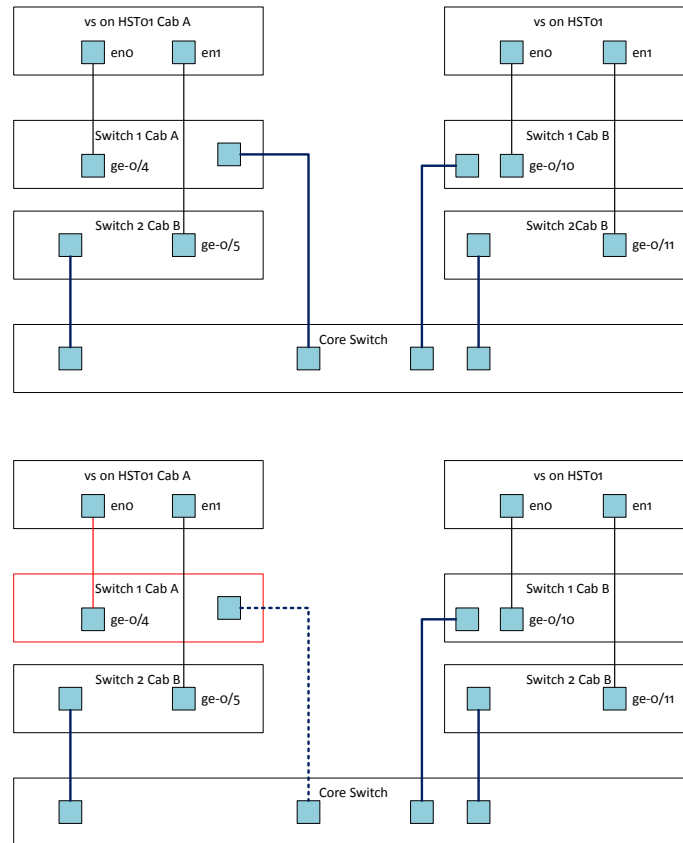 vs on HST01 Cab A
vs on HST01
en0
en1
en0
en1
Switch 1 Cab A
Switch 1 Cab B
ge-0/4
ge-0/10
Switch 2 Cab B
Switch 2Cab B
ge-0/5
ge-0/11
Core Switch
vs on HST01 Cab A
vs on HST01
en0
en1
en0
en1
Switch 1 Cab A
Switch 1 Cab B
ge-0/4
ge-0/10
Switch 2 Cab B
Switch 2 Cab B
ge-0/5
ge-0/11
Core Switch